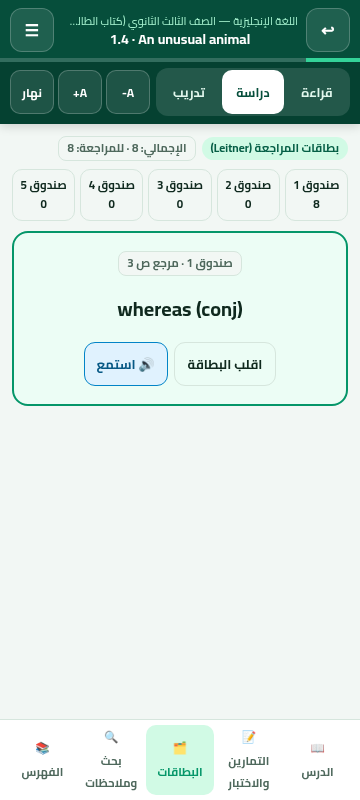 اللغة الإنجليزية — الصف الثالث الثانوي (كتاب الطال...
1.4 · An unusual animal
قراءة
دراسة
تدريب
A-
A+
نهار
بطاقات المراجعة (Leitner)
الإجمالي: 8 · للمراجعة: 8
صندوق 1
8
صندوق 2
0
صندوق 3
0
صندوق 4
0
صندوق 5
0
صندوق 1 · مرجع ص 3
whereas (conj)
اقلب البطاقة
استمع
الدرس
التمارين والاختبار
البطاقات
بحث وملاحظات
الفهرس